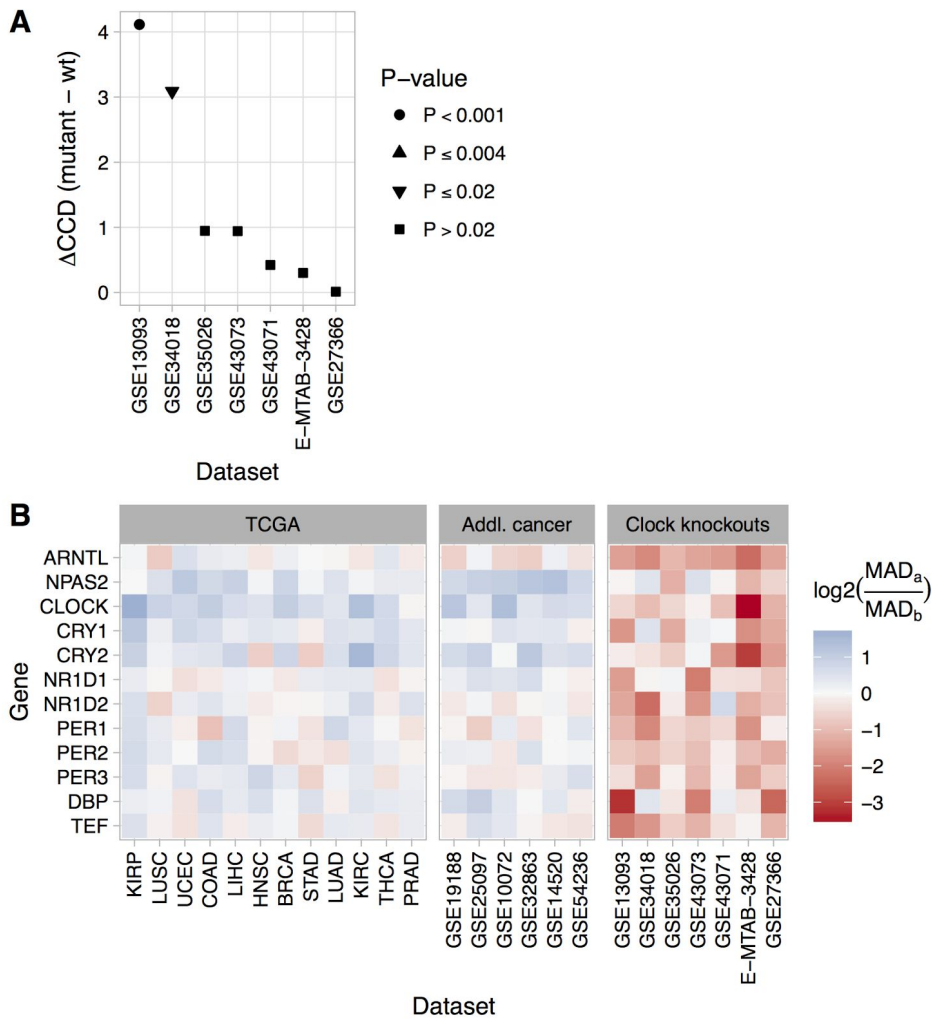 A
ΔCCD (mutant − wt)
4
3
2
1
0
GSE13093
GSE34018
GSE35026
GSE43073
GSE43071
E−MTAB−3428
GSE27366
Dataset
P−value
P < 0.001
P ≤ 0.004
P ≤ 0.02
P > 0.02
B
TCGA
Addl. cancer
Clock knockouts
Gene
ARNTL
NPAS2
CLOCK
CRY1
CRY2
NR1D1
NR1D2
PER1
PER2
PER3
DBP
TEF
KIRP
LUSC
UCEC
COAD
LIHC
HNSC
BRCA
STAD
LUAD
KIRC
THCA
PRAD
GSE19188
GSE25097
GSE10072
GSE32863
GSE14520
GSE54236
GSE13093
GSE34018
GSE35026
GSE43073
GSE43071
E−MTAB−3428
GSE27366
Dataset
log2(MADa/MADb)
1
0
−1
−2
−3